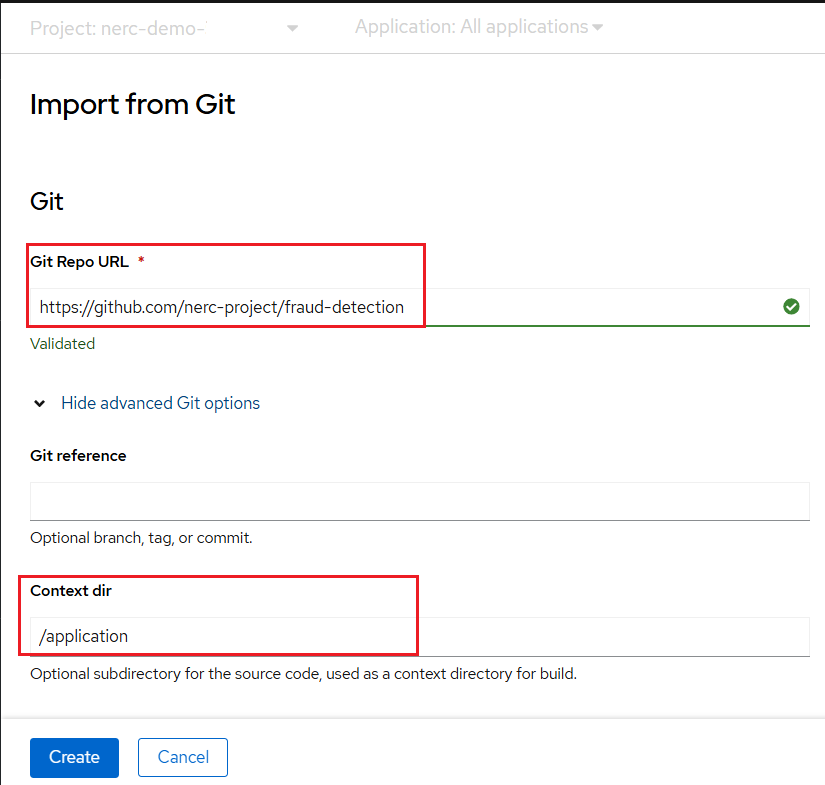 Project: nerc-demo-
Application: All applications
Import from Git
Git
Git Repo URL *
https://github.com/nerc-project/fraud-detection
Validated
Hide advanced Git options
Git reference
Optional branch, tag, or commit.
Context dir
/application
Optional subdirectory for the source code, used as a context directory for build.
Create
Cancel